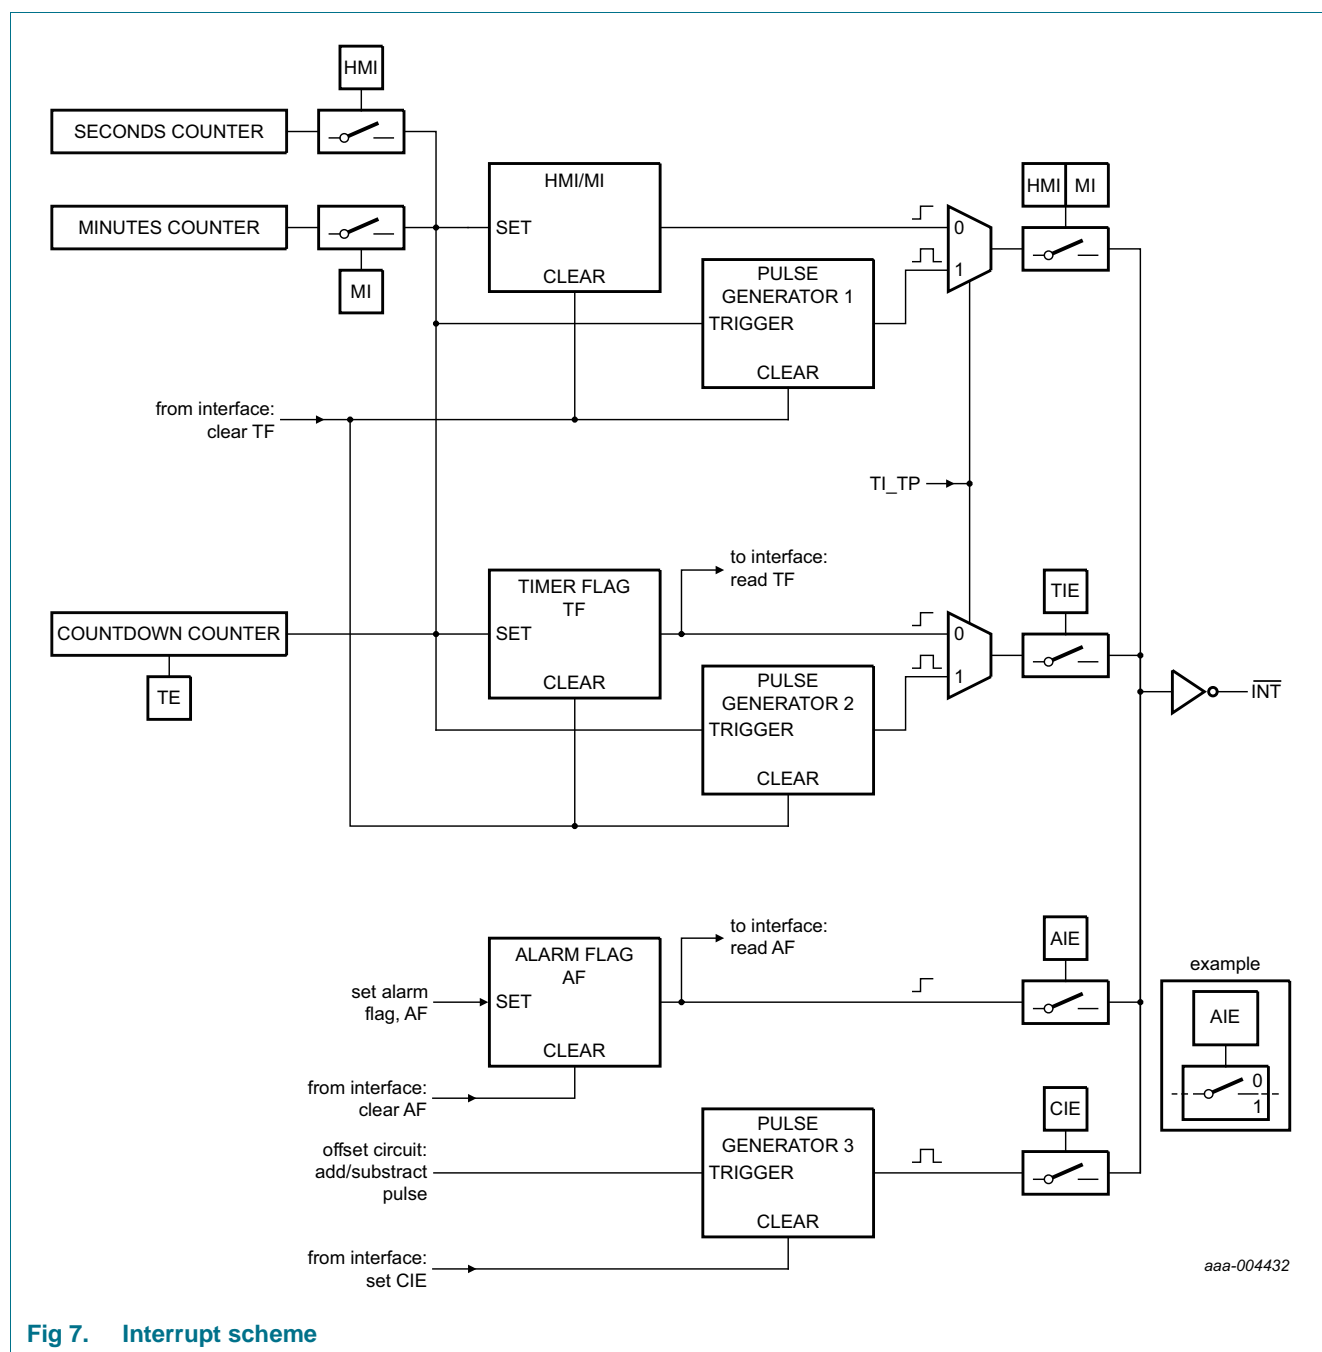 HMI
SECONDS COUNTER
MINUTES COUNTER
MI
HMI/MI
SET
CLEAR
PULSE
GENERATOR 1
TRIGGER
CLEAR
0
1
HMI MI
from interface:
clear TF
TI_TP
to interface:
read TF
TIMER FLAG
TF
SET
CLEAR
COUNTDOWN COUNTER
TE
PULSE
GENERATOR 2
TRIGGER
CLEAR
0
1
TIE
INT
to interface:
read AF
ALARM FLAG
AF
SET
CLEAR
set alarm
flag, AF
from interface:
clear AF
AIE
example
AIE
0
1
offset circuit:
add/substract
pulse
PULSE
GENERATOR 3
TRIGGER
CLEAR
CIE
from interface:
set CIE
aaa-004432
Fig 7. Interrupt scheme